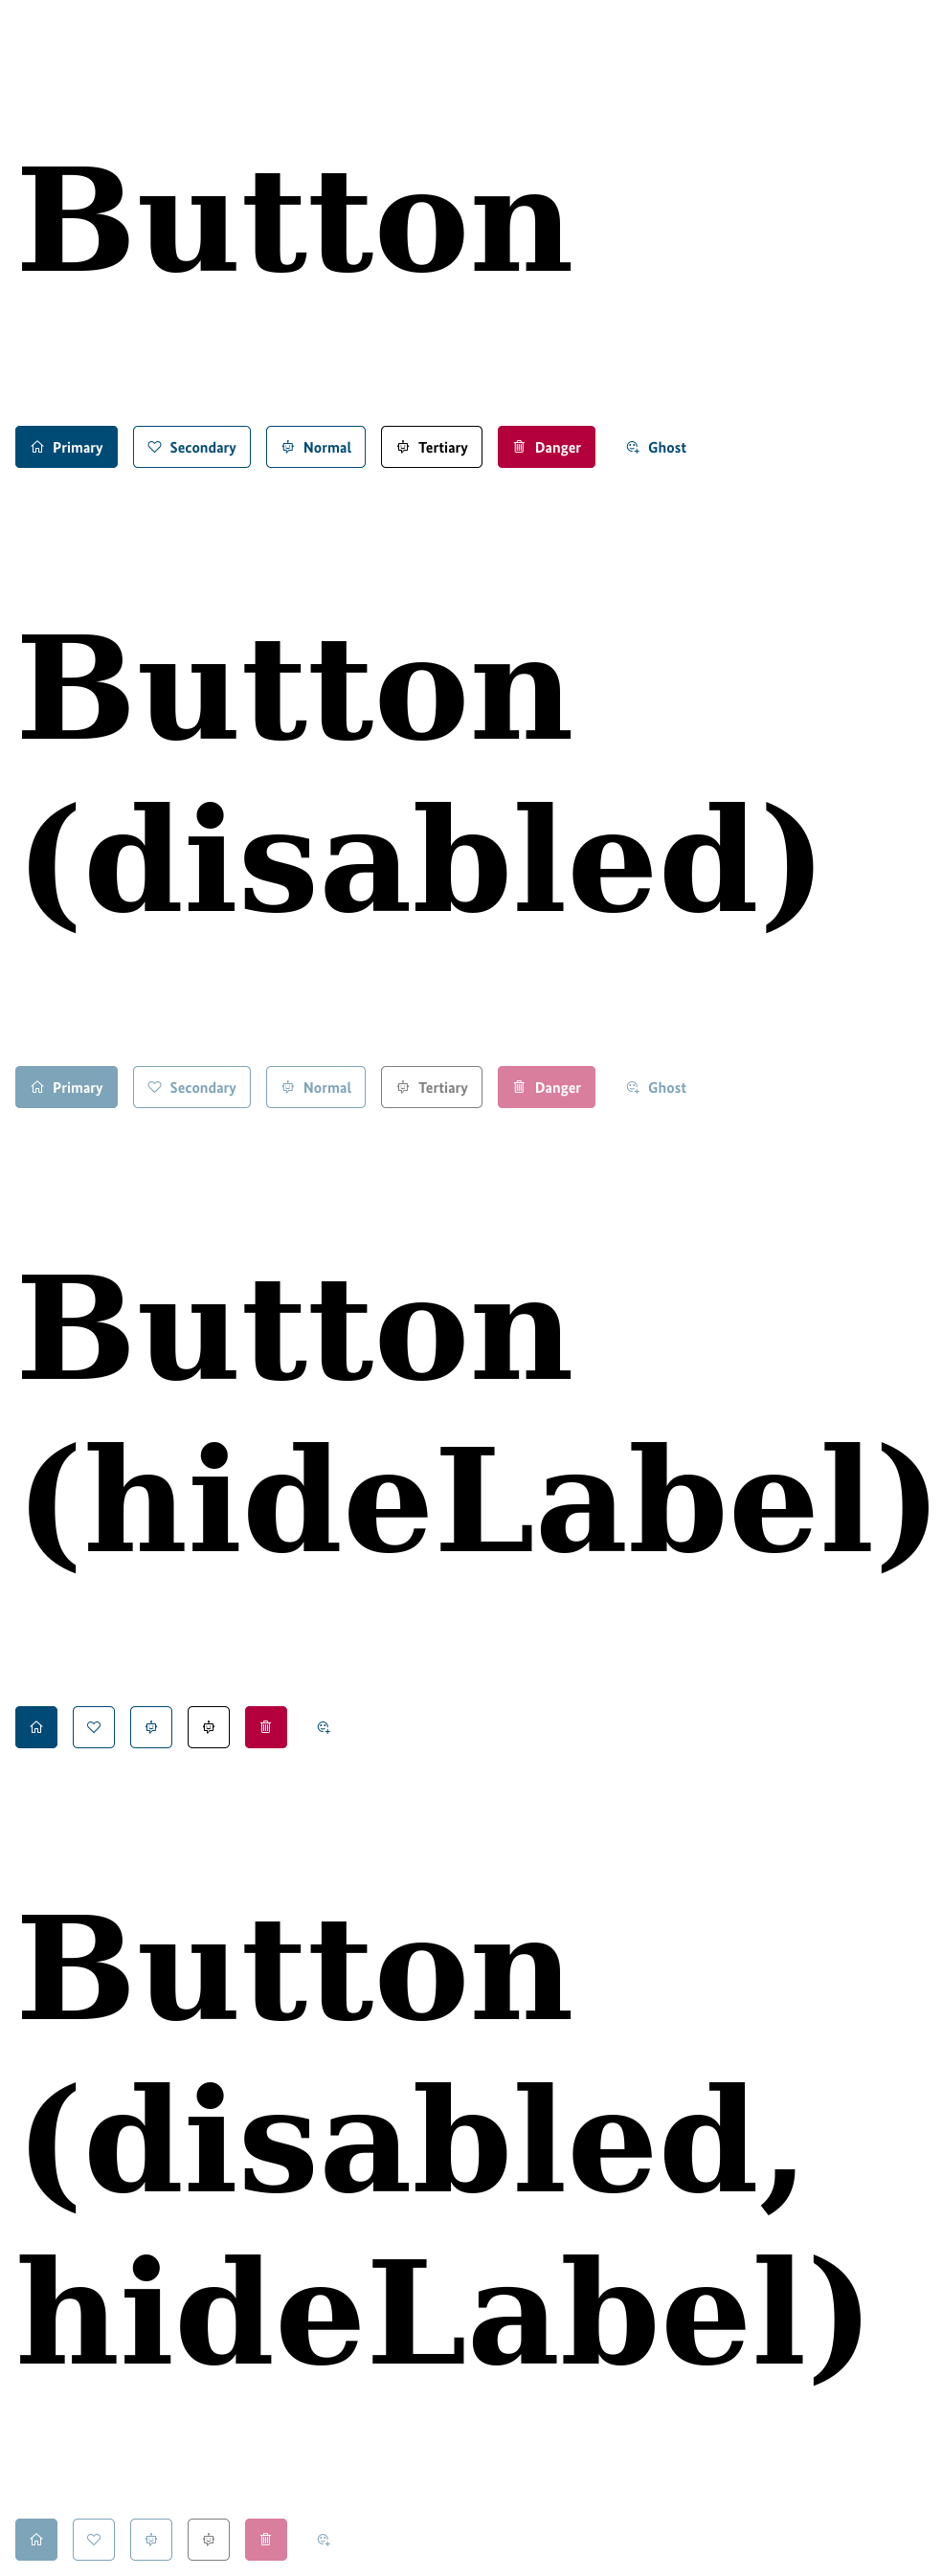 Button
Primary Secondary Normal Tertiary Danger Ghost
Button
(disabled)
Primary Secondary Normal Tertiary Danger Ghost
Button
(hideLabel)
Button
(disabled,
hideLabel)